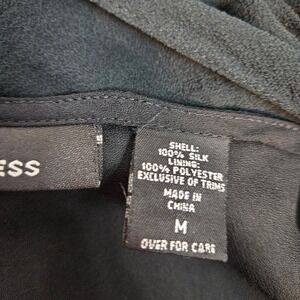 ESS
SHELL:
100% SILK
LINING:
100% POLYESTER
EXCLUSIVE OF TRIMS
MADE IN
CHINA
M
OVER FOR CARE